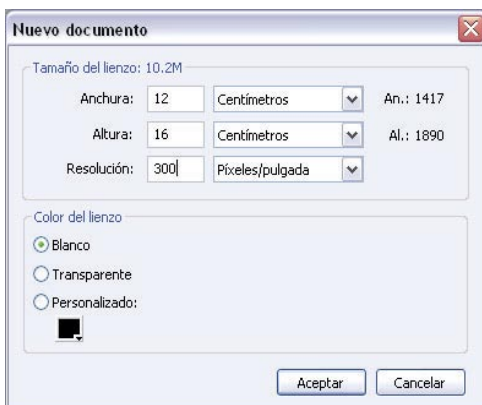 Nuevo documento
Tamaño del lienzo: 10.2M
Anchura: 12 Centímetros An.: 1417
Altura: 16 Centímetros Al.: 1890
Resolución: 300 Píxeles/pulgada
Color del lienzo
Blanco
Transparente
Personalizado:
Aceptar Cancelar